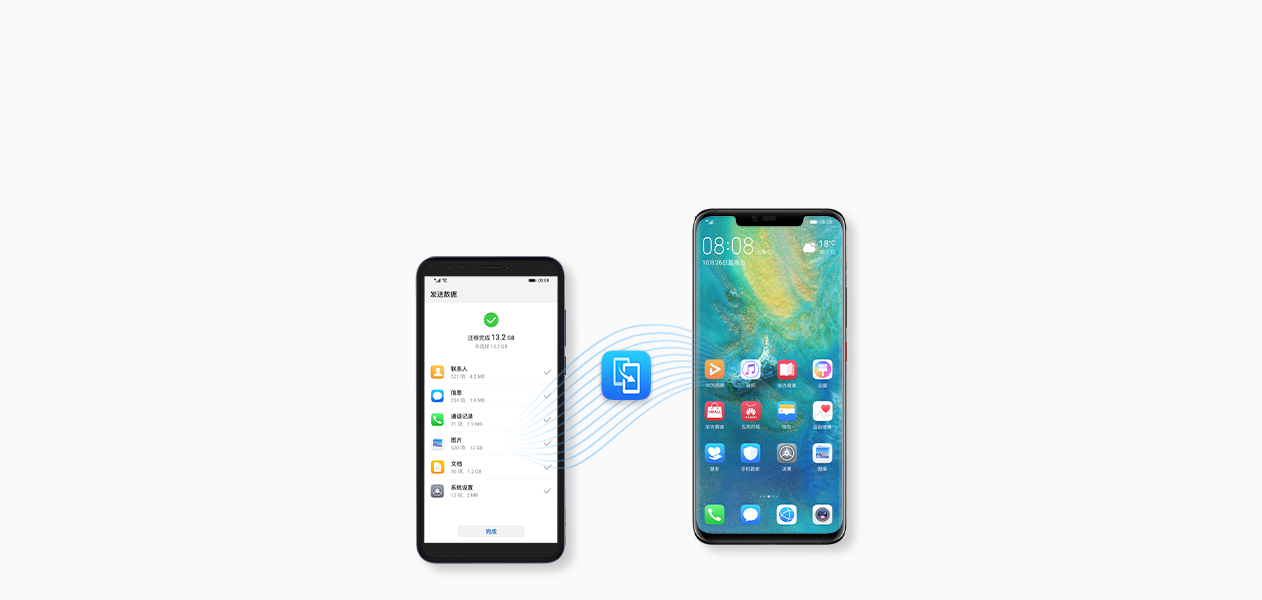 08:08
发送数据
迁移完成 13.2 GB
共选择 13.2 GB
联系人
521 项，4.2 MB
信息
234 项，1.6 MB
通话记录
21 项，1.2 MB
图片
520 项，12 GB
文档
56 项，1.2 GB
系统设置
12 项，2 MB
完成
08:08
08:08
18°C
10月26日星期五
华为视频
音乐
华为阅读
主题
华为商城
应用市场
钱包
运动健康
服务
手机管家
设置
图库